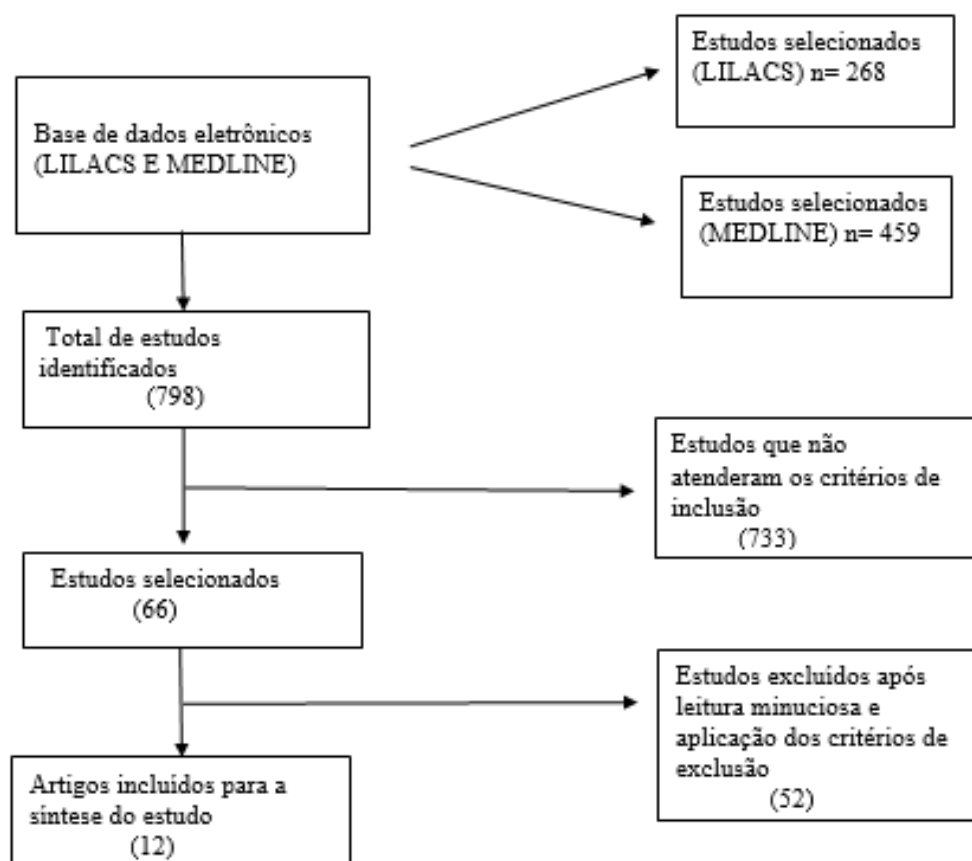 Base de dados eletrônicos
(LILACS E MEDLINE)
Estudos selecionados
(LILACS) n= 268
Estudos selecionados
(MEDLINE) n= 459
Total de estudos
identificados
(798)
Estudos que não
atenderam os critérios de
inclusão
(733)
Estudos selecionados
(66)
Estudos excluídos após
leitura minuciosa e
aplicação dos critérios de
exclusão
(52)
Artigos incluídos para a
síntese do estudo
(12)